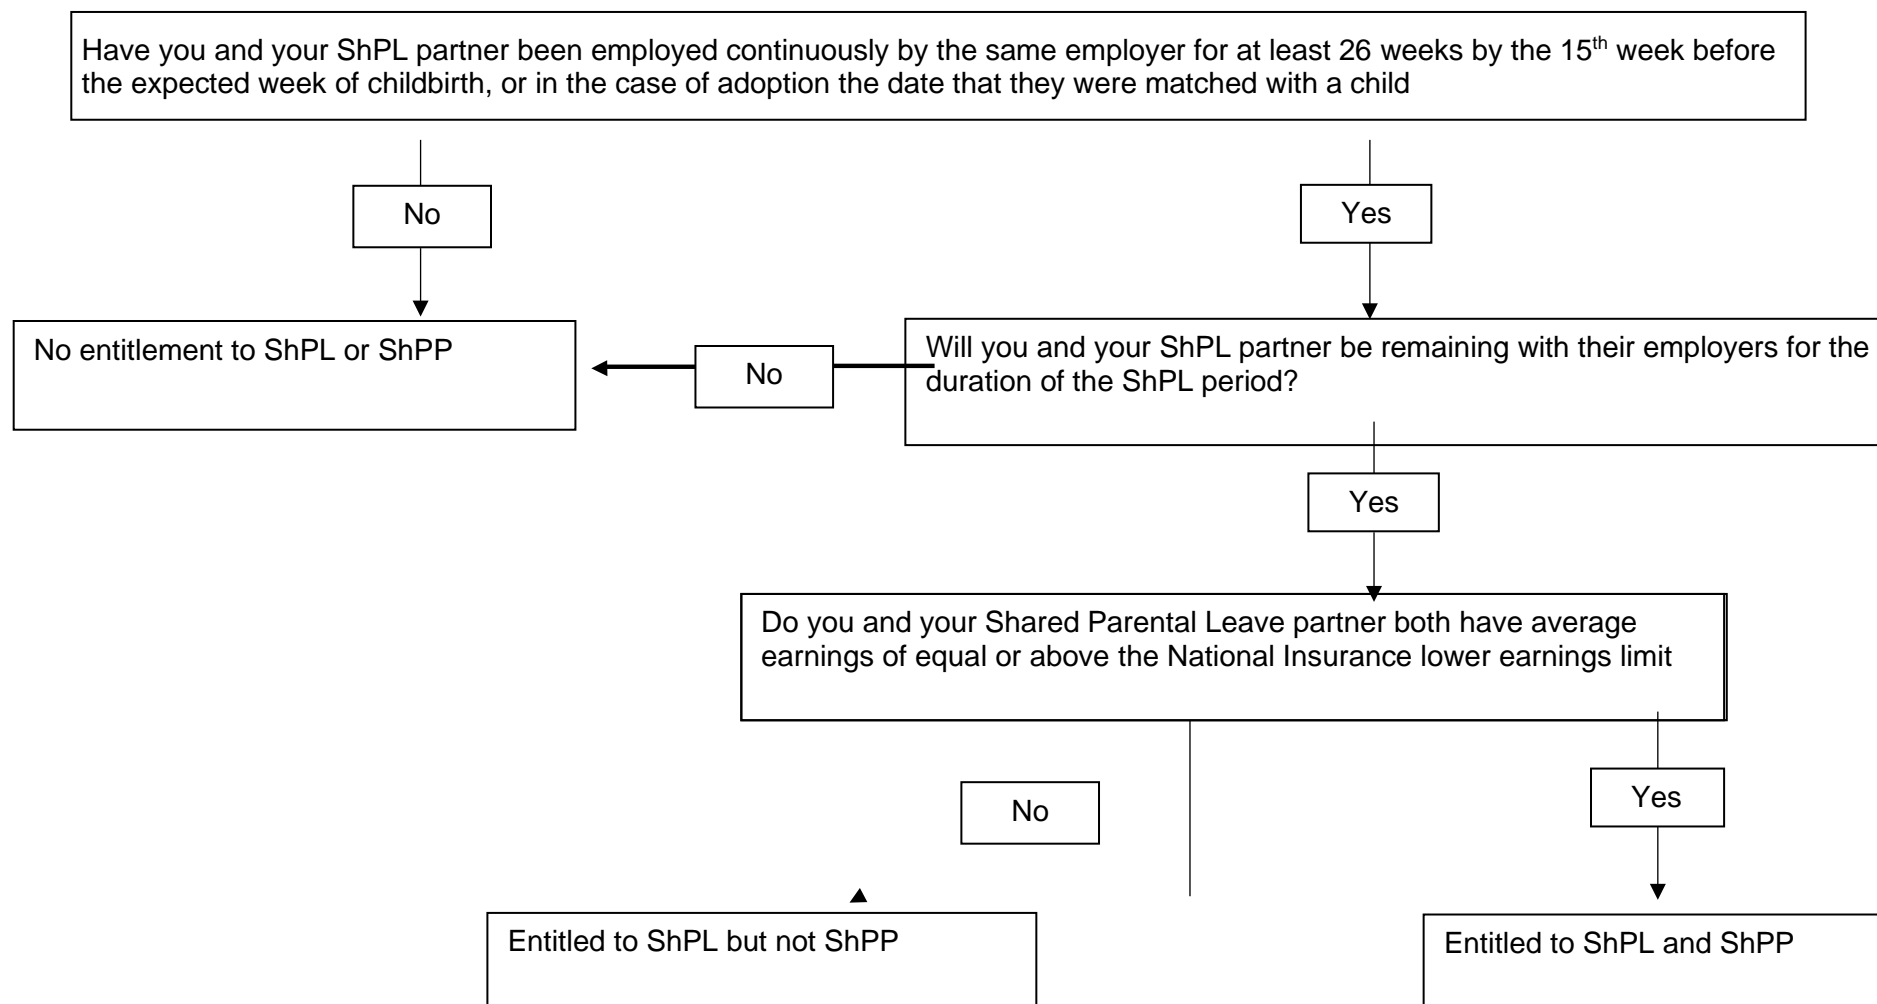 Have you and your ShPL partner been employed continuously by the same employer for at least 26 weeks by the 15th week before
the expected week of childbirth, or in the case of adoption the date that they were matched with a child
No
Yes
No entitlement to ShPL or ShPP
No
Will you and your ShPL partner be remaining with their employers for the
duration of the ShPL period?
Yes
Do you and your Shared Parental Leave partner both have average
earnings of equal or above the National Insurance lower earnings limit
No
Yes
Entitled to ShPL but not ShPP
Entitled to ShPL and ShPP